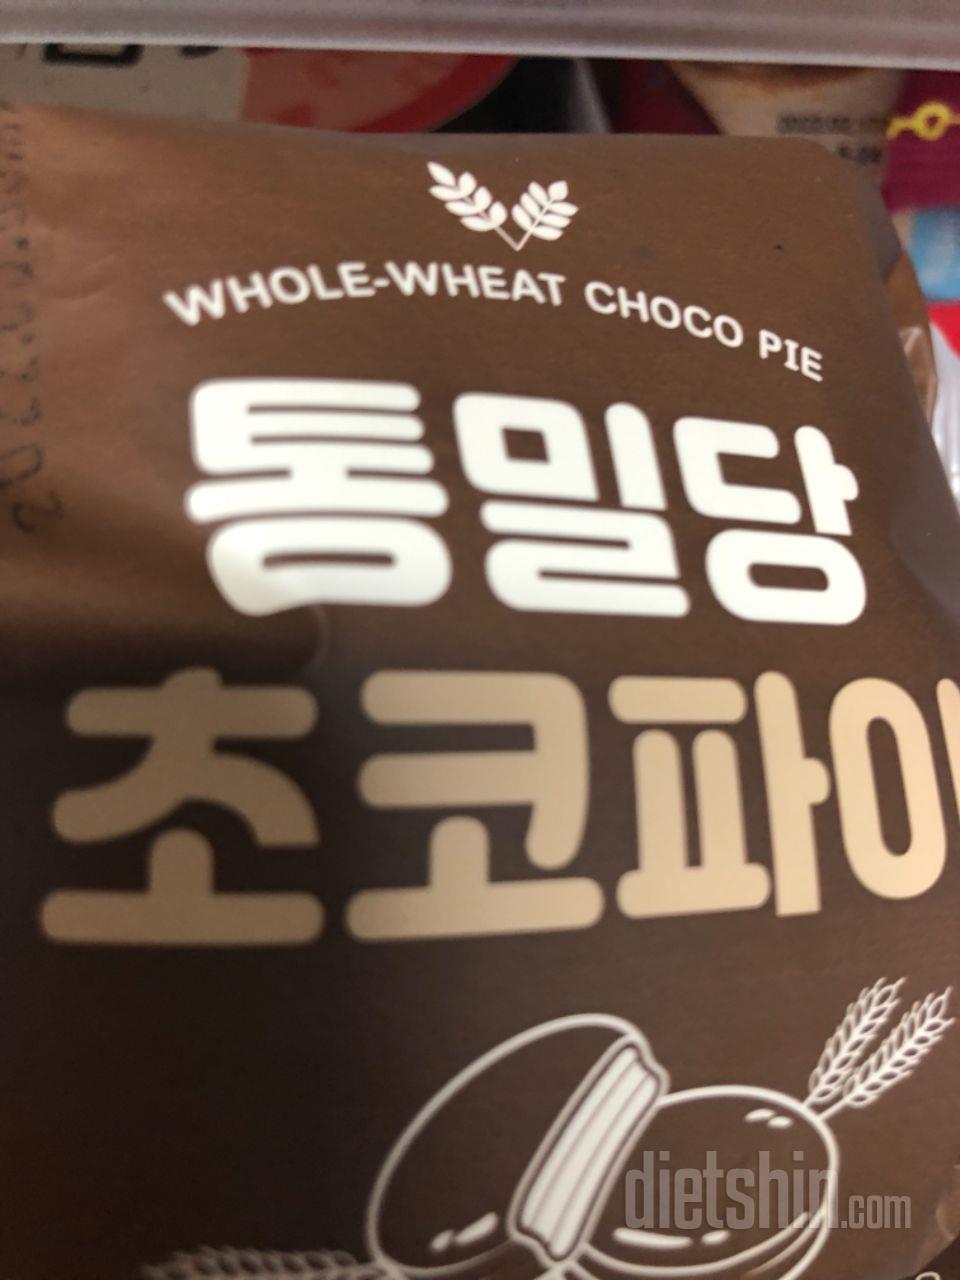 WHOLE-WHEAT CHOCO PIE
통밀당
초코파이
dietshin.com